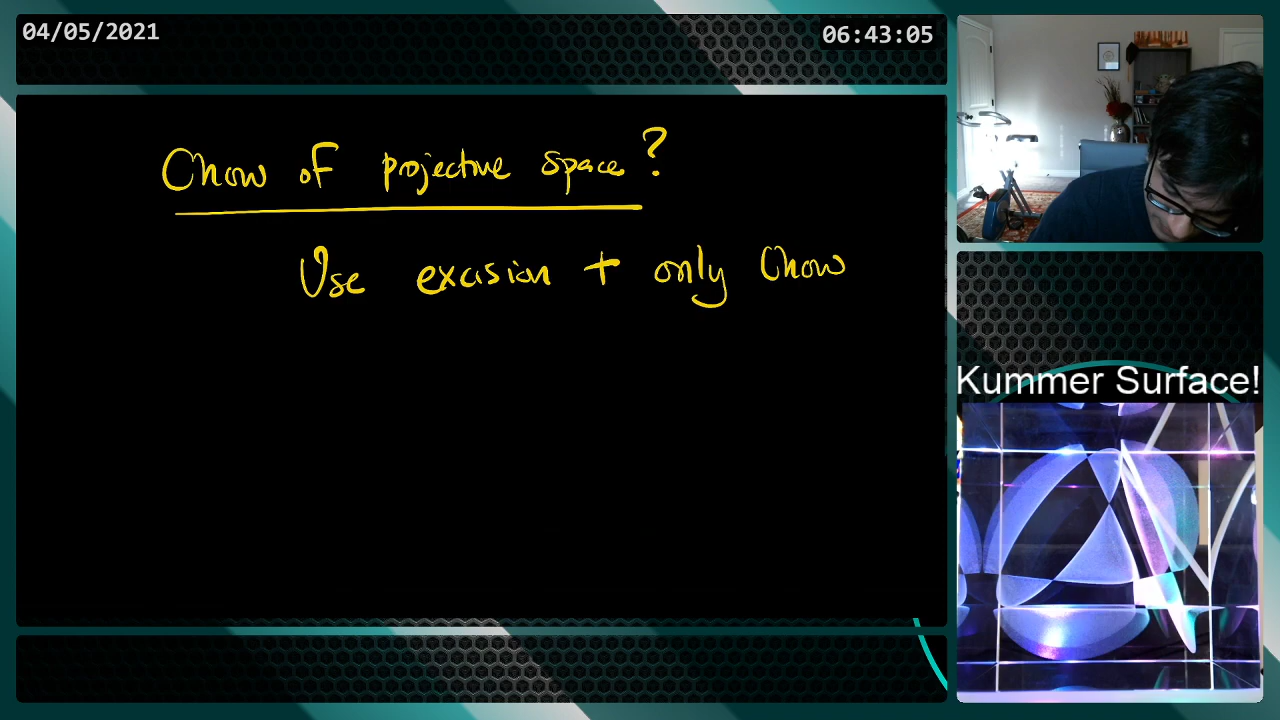 04/05/2021
06:43:05
Chow of projective space?
Use excision + only Chow
Kummer Surface!